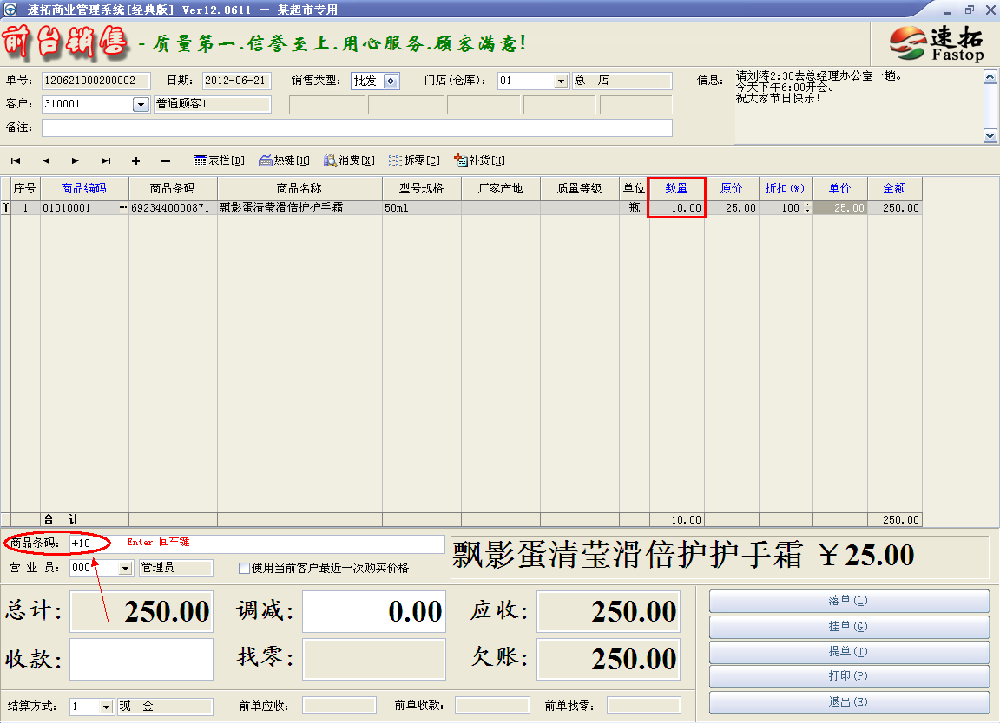 速拓商业管理系统[经典版] Ver12.0611 － 某超市专用
前台销售 - 质量第一.信誉至上.用心服务.顾客满意!
速拓 Fastop
单号: 120621000200002 日期: 2012-06-21 销售类型: 批发 门店(仓库): 01 总 店 信息:
请刘涛2:30去总经理办公室一趟。
今天下午6:00开会。
祝大家节日快乐!
客户: 310001 普通顾客1
备注:
表栏[B] 热键[H] 消费[X] 拆零[C] 补货[H]
序号 商品编码 商品条码 商品名称 型号规格 厂家产地 质量等级 单位 数量 原价 折扣(%) 单价 金额
1 01010001 ··· 6923440000871 飘影蛋清莹滑倍护护手霜 50ml 瓶 10.00 25.00 100 25.00 250.00
合 计 10.00 250.00
商品条码: +10 Enter 回车键
飘影蛋清莹滑倍护护手霜 ￥25.00
营 业 员: 000 管理员 使用当前客户最近一次购买价格
总计: 250.00 调减: 0.00 应收: 250.00
收款: 找零: 欠账: 250.00
结算方式: 1 现 金 前单应收: 前单收款: 前单找零:
落单(L)
挂单(G)
提单(T)
打印(P)
退出(E)